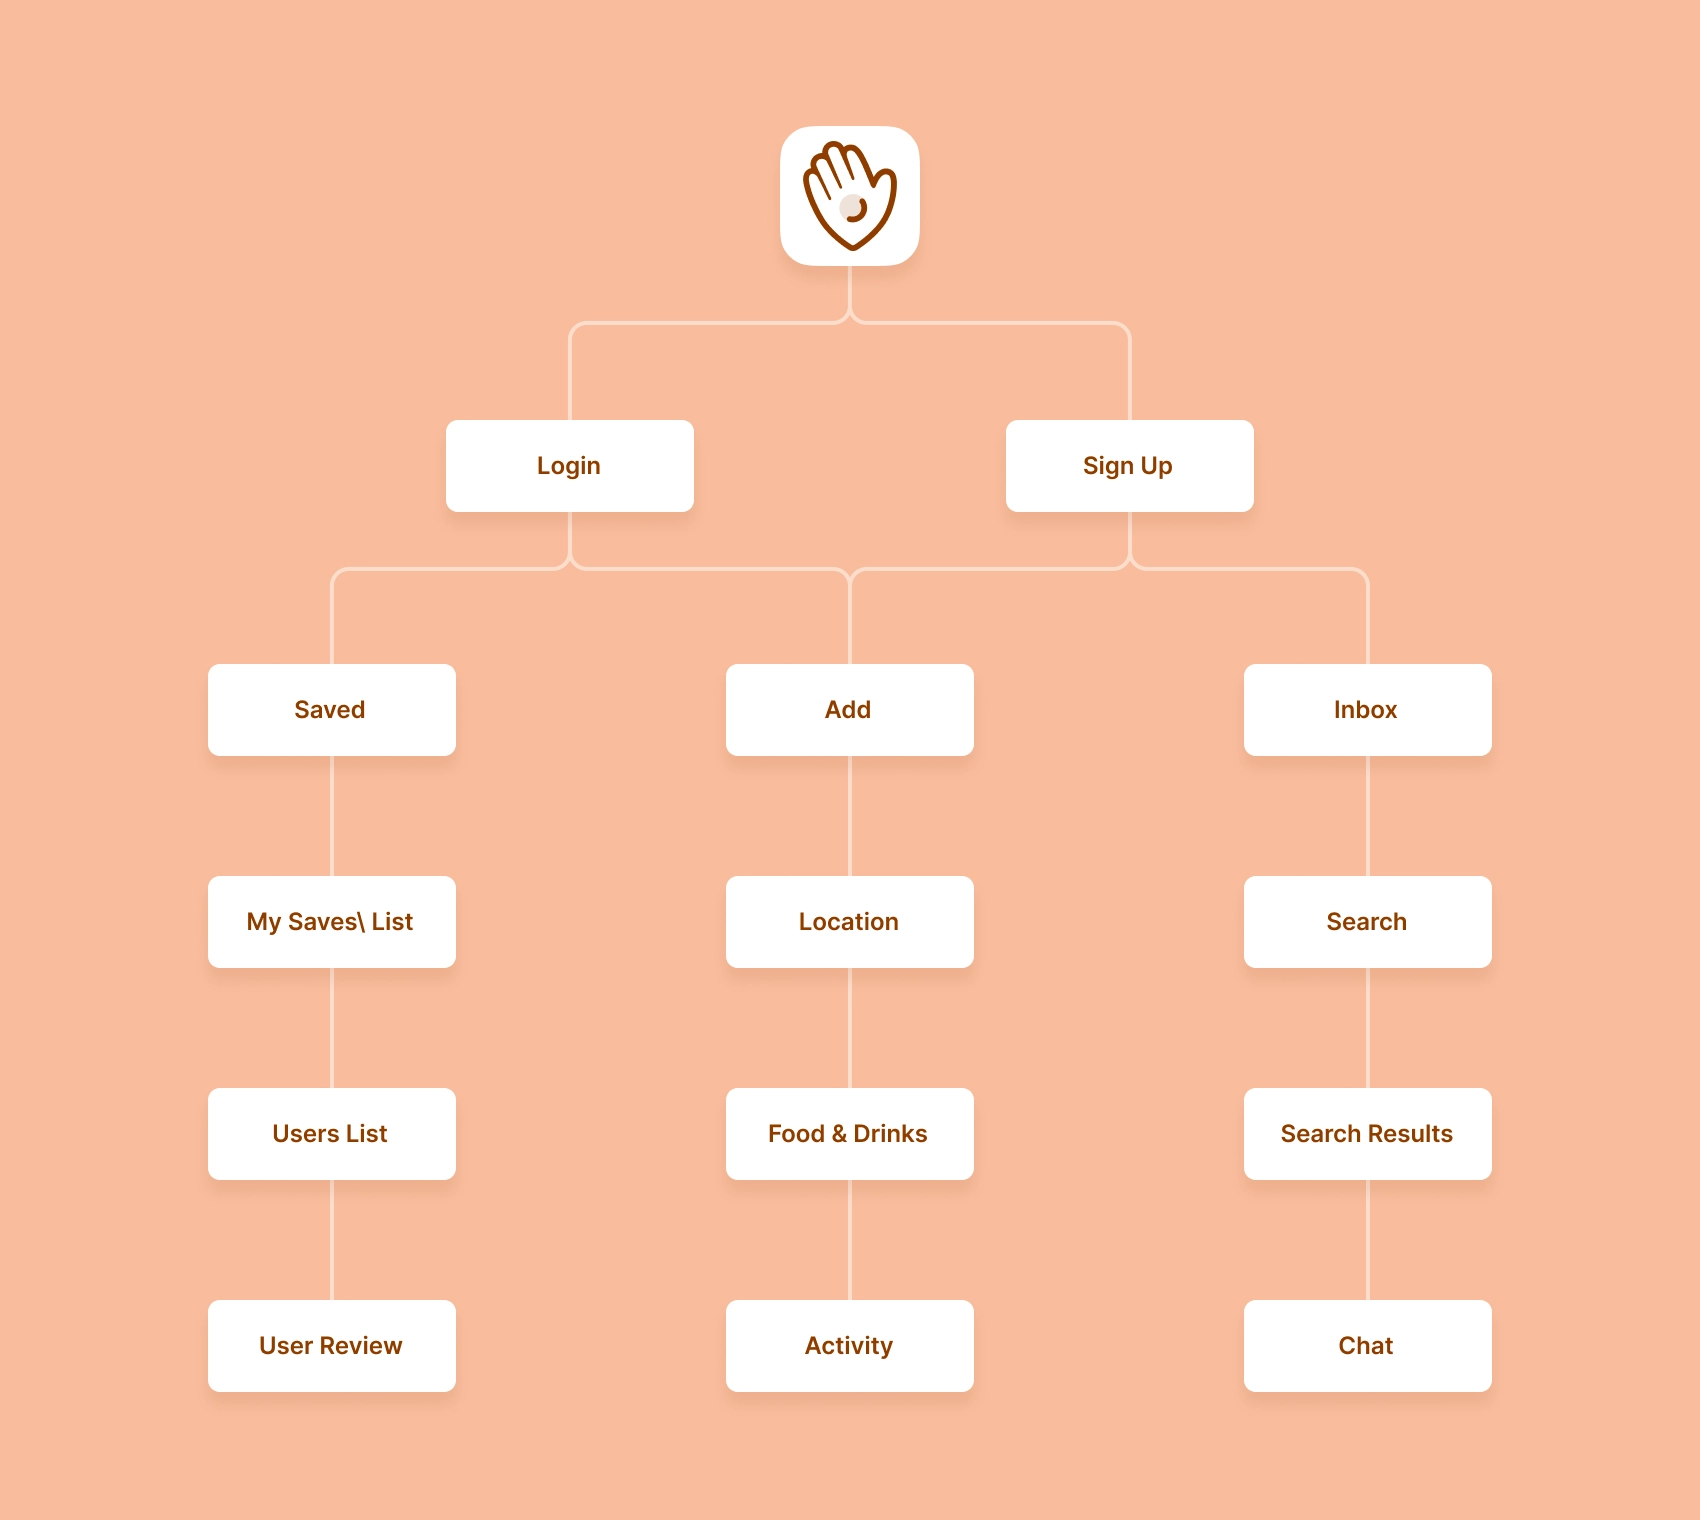 Login
Sign Up
Saved
Add
Inbox
My Saves\ List
Location
Search
Users List
Food & Drinks
Search Results
User Review
Activity
Chat